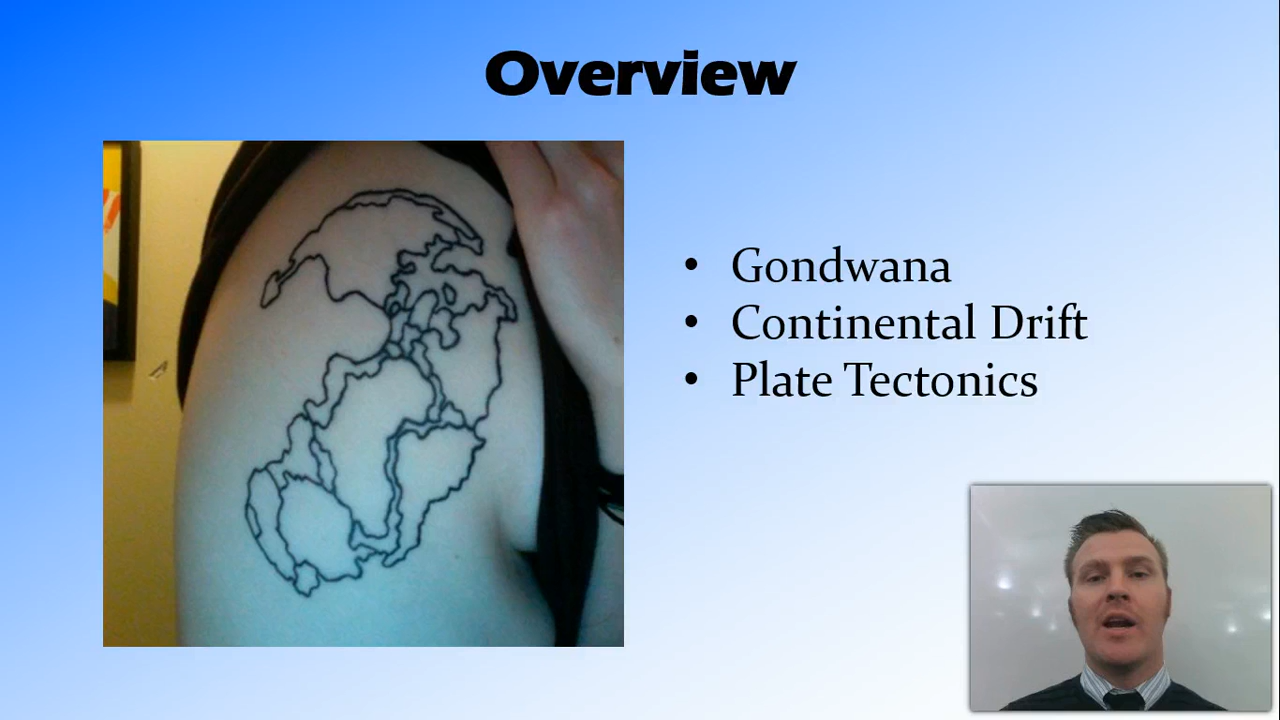 Overview
• Gondwana
• Continental Drift
• Plate Tectonics